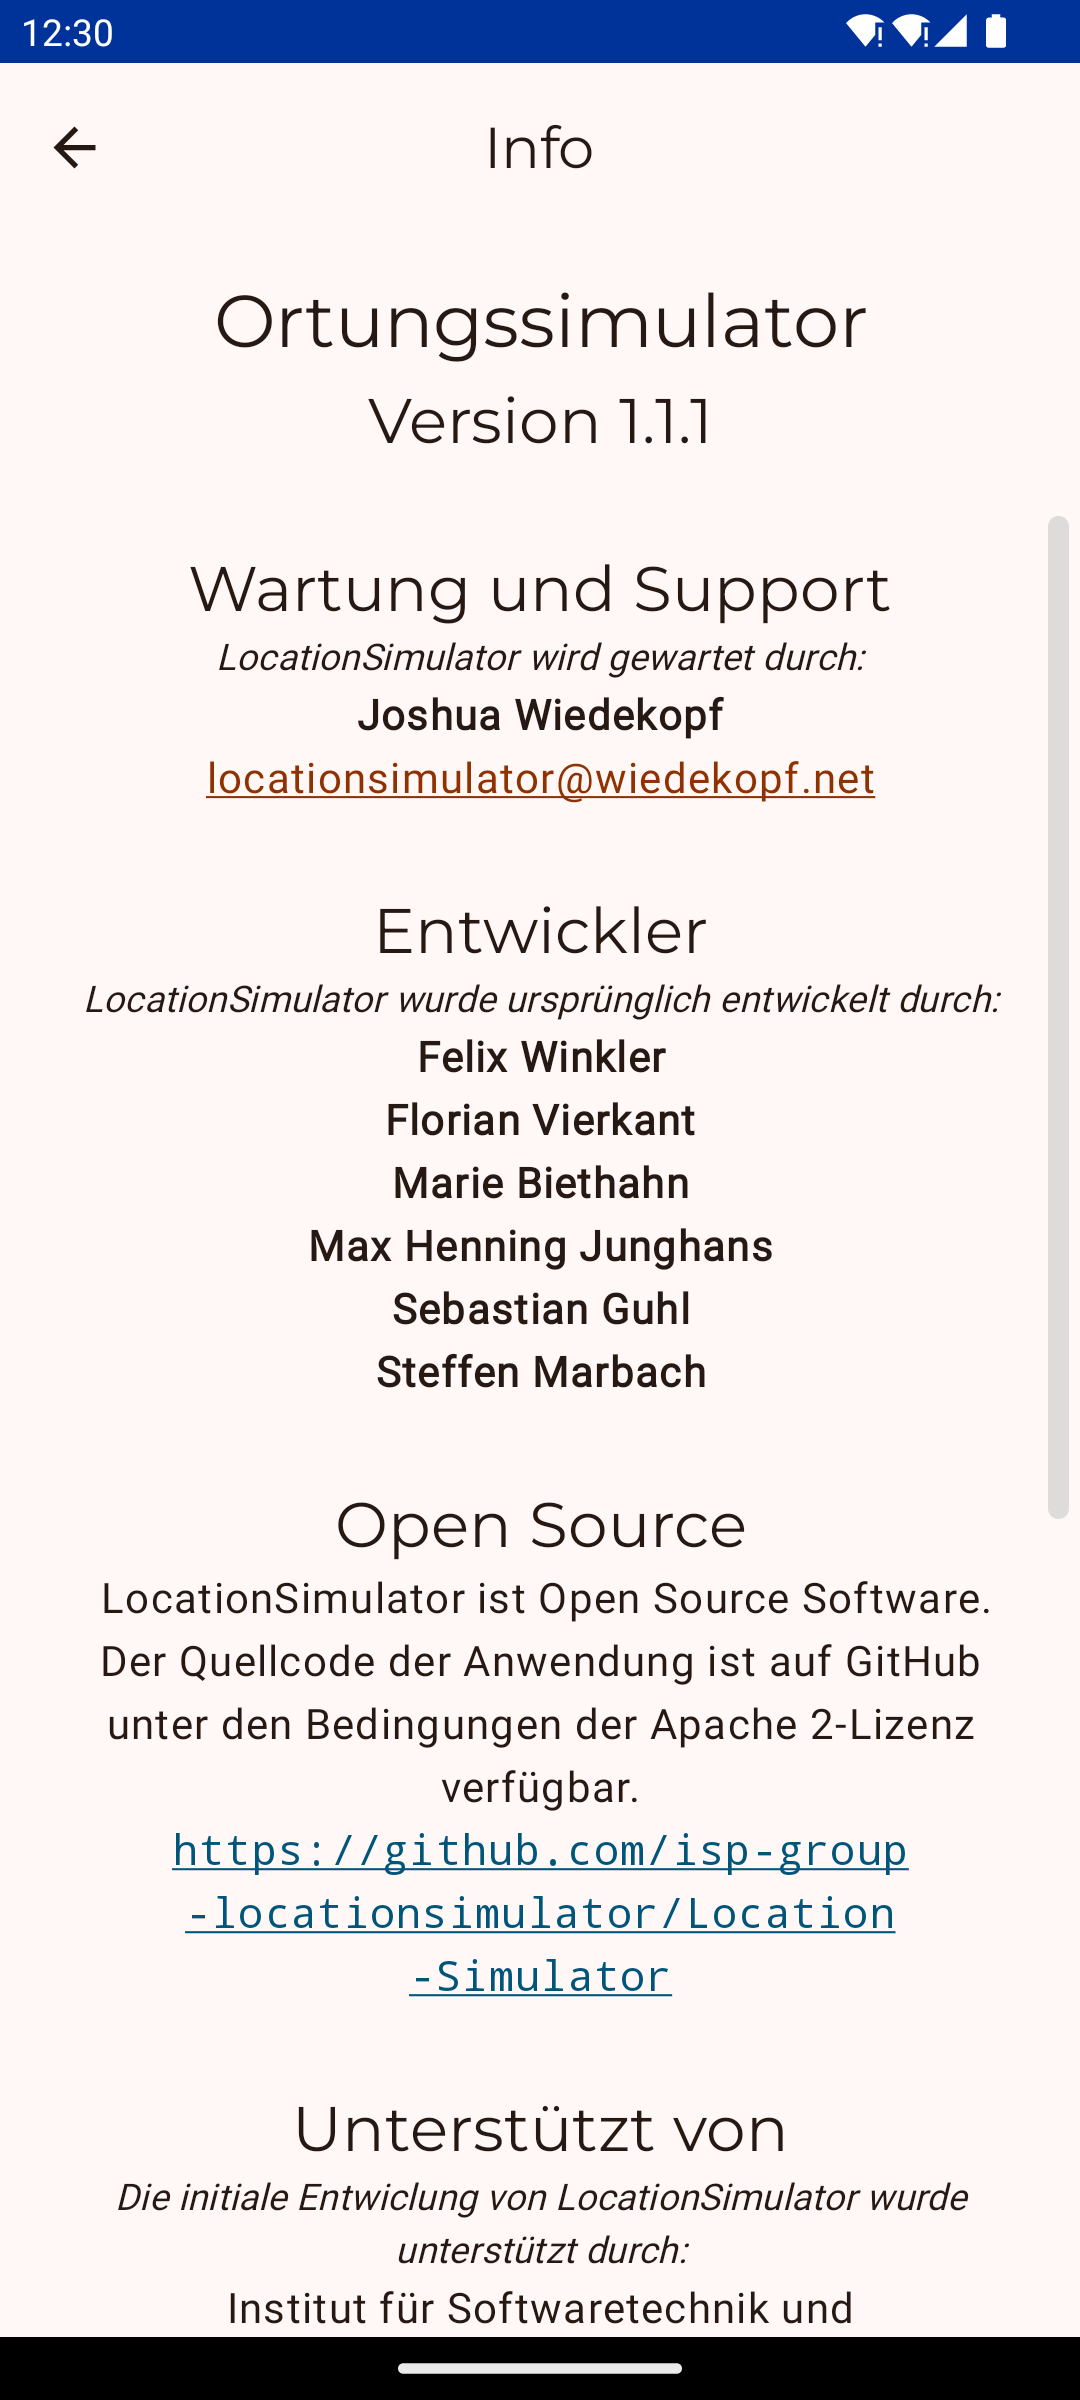 12:30
Info
Ortungssimulator
Version 1.1.1
Wartung und Support
LocationSimulator wird gewartet durch:
Joshua Wiedekopf
locationsimulator@wiedekopf.net
Entwickler
LocationSimulator wurde ursprünglich entwickelt durch:
Felix Winkler
Florian Vierkant
Marie Biethahn
Max Henning Junghans
Sebastian Guhl
Steffen Marbach
Open Source
LocationSimulator ist Open Source Software.
Der Quellcode der Anwendung ist auf GitHub
unter den Bedingungen der Apache 2-Lizenz
verfügbar.
https://github.com/isp-group
-locationsimulator/Location
-Simulator
Unterstützt von
Die initiale Entwiclung von LocationSimulator wurde
unterstützt durch:
Institut für Softwaretechnik und